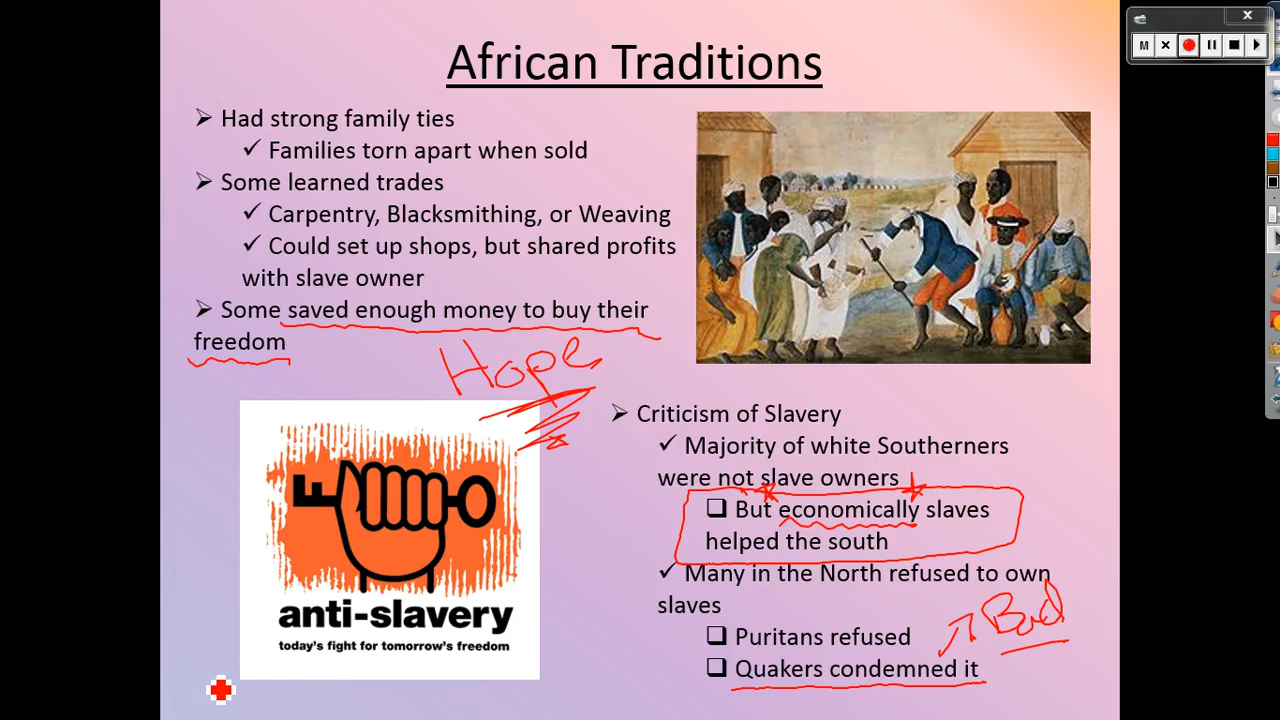 African Traditions
➢ Had strong family ties
✓ Families torn apart when sold
➢ Some learned trades
✓ Carpentry, Blacksmithing, or Weaving
✓ Could set up shops, but shared profits
with slave owner
➢ Some saved enough money to buy their
freedom
Hope
anti-slavery
today's fight for tomorrow's freedom
➢ Criticism of Slavery
✓ Majority of white Southerners
were not slave owners
❑ But economically slaves
helped the south
✓ Many in the North refused to own
slaves
❑ Puritans refused
❑ Quakers condemned it
Bad
M